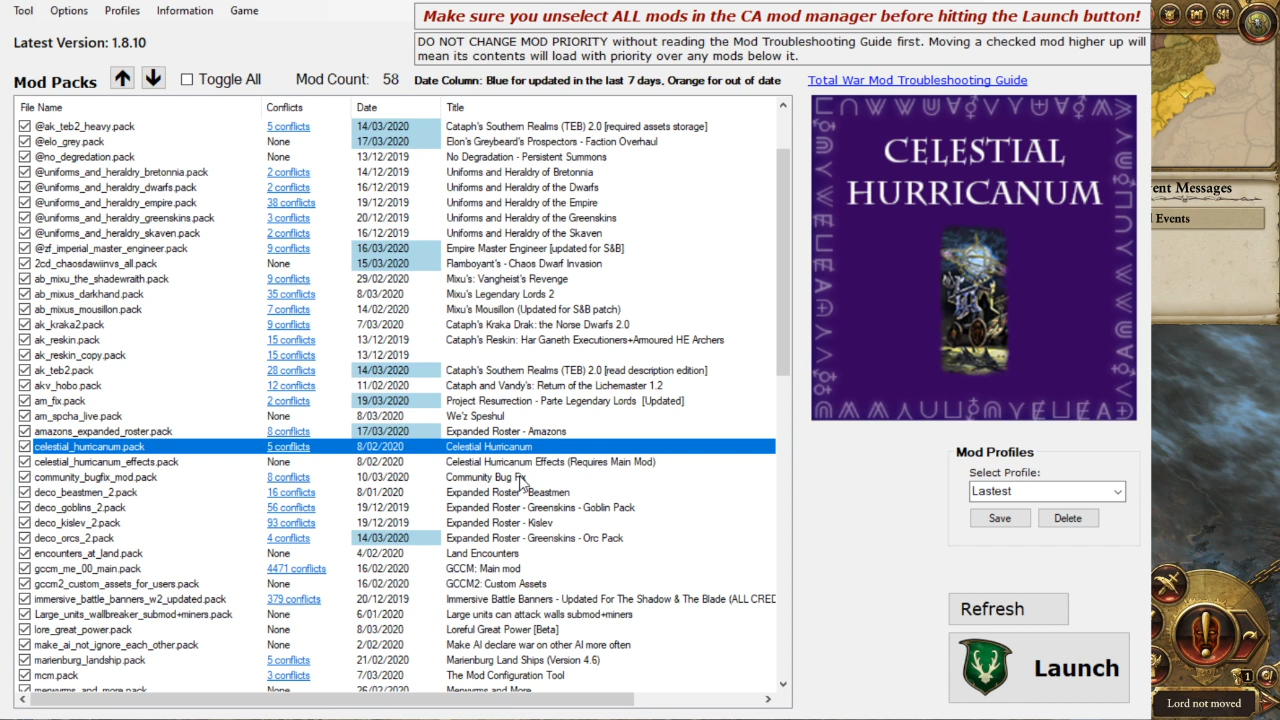 Tool Options Profiles Information Game
Make sure you unselect ALL mods in the CA mod manager before hitting the Launch button!
Latest Version: 1.8.10
DO NOT CHANGE MOD PRIORITY without reading the Mod Troubleshooting Guide first. Moving a checked mod higher up will
mean its contents will load with priority over any mods below it.
Mod Packs Toggle All Mod Count: 58 Date Column: Blue for updated in the last 7 days, Orange for out of date
Total War Mod Troubleshooting Guide
File Name Conflicts Date Title
@ak_teb2_heavy.pack 5 conflicts 14/03/2020 Cataph's Southern Realms (TEB) 2.0 [required assets storage]
@elo_grey.pack None 17/03/2020 Elon's Greybeard's Prospectors - Faction Overhaul
@no_degredation.pack None 13/12/2019 No Degradation - Persistent Summons
@uniforms_and_heraldry_bretonnia.pack 2 conflicts 14/12/2019 Uniforms and Heraldry of Bretonnia
@uniforms_and_heraldry_dwarfs.pack 2 conflicts 16/12/2019 Uniforms and Heraldry of the Dwarfs
@uniforms_and_heraldry_empire.pack 38 conflicts 19/12/2019 Uniforms and Heraldry of the Empire
@uniforms_and_heraldry_greenskins.pack 3 conflicts 20/12/2019 Uniforms and Heraldry of the Greenskins
@uniforms_and_heraldry_skaven.pack 2 conflicts 16/12/2019 Uniforms and Heraldry of the Skaven
@zf_imperial_master_engineer.pack 9 conflicts 16/03/2020 Empire Master Engineer [updated for S&B]
2cd_chaosdawiinvs_all.pack None 15/03/2020 Flamboyant's - Chaos Dwarf Invasion
ab_mixu_the_shadewraith.pack 9 conflicts 29/02/2020 Mixu's: Vangheist's Revenge
ab_mixus_darkhand.pack 35 conflicts 8/03/2020 Mixu's Legendary Lords 2
ab_mixus_mousillon.pack 7 conflicts 14/02/2020 Mixu's Mousillon (Updated for S&B patch)
ak_kraka2.pack 9 conflicts 7/03/2020 Cataph's Kraka Drak: the Norse Dwarfs 2.0
ak_reskin.pack 15 conflicts 13/12/2019 Cataph's Reskin: Har Ganeth Executioners+Armoured HE Archers
ak_reskin_copy.pack 15 conflicts 13/12/2019
ak_teb2.pack 28 conflicts 14/03/2020 Cataph's Southern Realms (TEB) 2.0 [read description edition]
akv_hobo.pack 12 conflicts 11/02/2020 Cataph and Vandy's: Return of the Lichemaster 1.2
am_fix.pack 2 conflicts 19/03/2020 Project Resurrection - Parte Legendary Lords [Updated]
am_spcha_live.pack None 8/03/2020 We'z Speshul
amazons_expanded_roster.pack 8 conflicts 17/03/2020 Expanded Roster - Amazons
celestial_hurricanum.pack 5 conflicts 8/02/2020 Celestial Hurricanum
celestial_hurricanum_effects.pack None 8/02/2020 Celestial Hurricanum Effects (Requires Main Mod)
community_bugfix_mod.pack 8 conflicts 10/03/2020 Community Bug Fix
deco_beastmen_2.pack 16 conflicts 8/01/2020 Expanded Roster - Beastmen
deco_goblins_2.pack 56 conflicts 19/12/2019 Expanded Roster - Greenskins - Goblin Pack
deco_kislev_2.pack 93 conflicts 19/12/2019 Expanded Roster - Kislev
deco_orcs_2.pack 4 conflicts 14/03/2020 Expanded Roster - Greenskins - Orc Pack
encounters_at_land.pack None 4/02/2020 Land Encounters
gccm_me_00_main.pack 4471 conflicts 16/02/2020 GCCM: Main mod
gccm2_custom_assets_for_users.pack None 16/02/2020 GCCM2: Custom Assets
immersive_battle_banners_w2_updated.pack 379 conflicts 20/12/2019 Immersive Battle Banners - Updated For The Shadow & The Blade (ALL CRED
Large_units_wallbreaker_submod+miners.pack None 6/01/2020 Large units can attack walls submod+miners
lore_great_power.pack None 8/03/2020 Loreful Great Power [Beta]
make_ai_not_ignore_each_other.pack None 2/02/2020 Make AI declare war on other AI more often
marienburg_landship.pack 5 conflicts 21/02/2020 Marienburg Land Ships (Version 4.6)
mcm.pack 3 conflicts 7/03/2020 The Mod Configuration Tool
merwyrms_and_more.pack None 26/02/2020 Merwyrms and More
CELESTIAL
HURRICANUM
Mod Profiles
Select Profile:
Lastest
Save Delete
Refresh
Launch
ent Messages
Events
1
Lord not moved